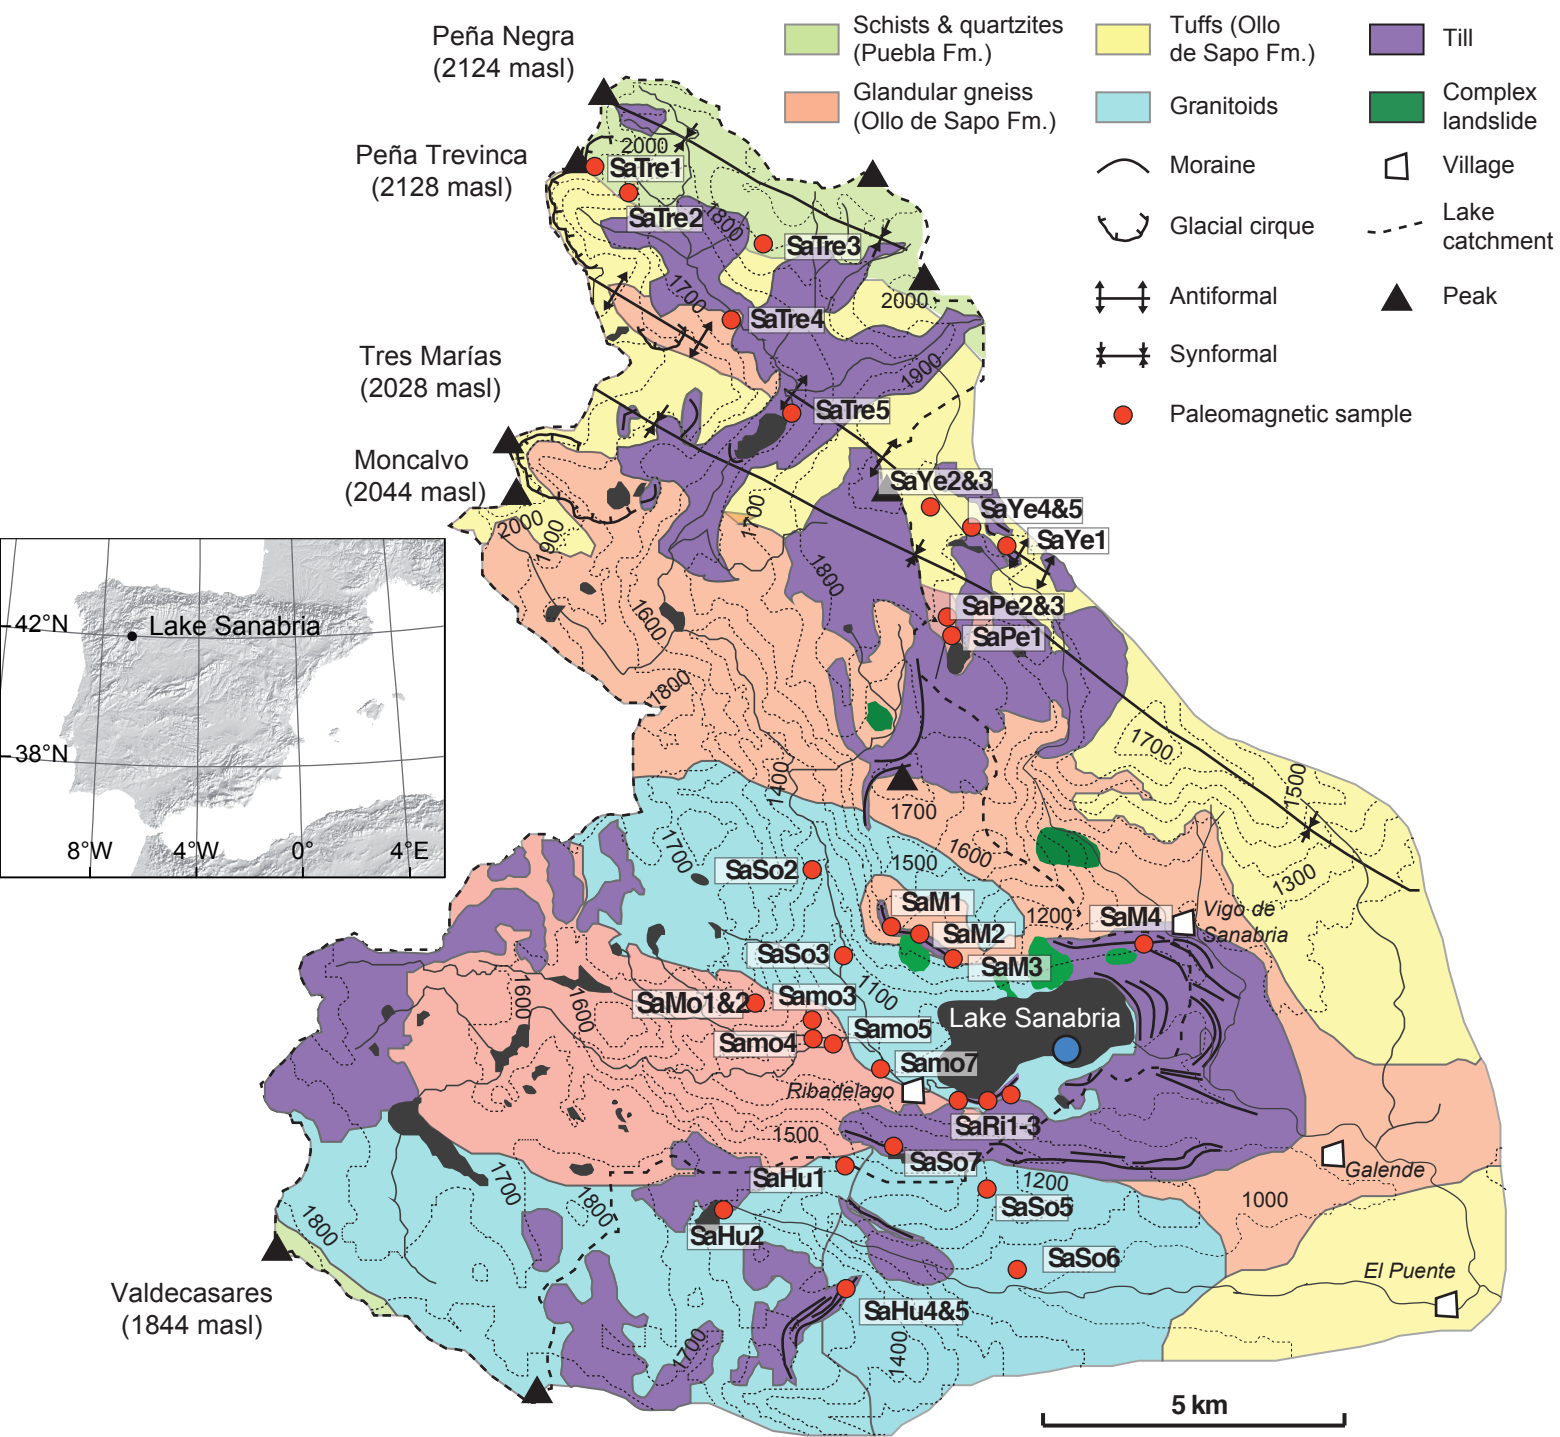 Peña Negra
(2124 masl)
Schists & quartzites
(Puebla Fm.)
Tuffs (Ollo
de Sapo Fm.)
Till
Glandular gneiss
(Ollo de Sapo Fm.)
Granitoids
Complex
landslide
Moraine
Village
Glacial cirque
Lake
catchment
Antiformal
Peak
Synformal
Paleomagnetic sample
Peña Trevinca
(2128 masl)
2000
SaTre1
SaTre2
1800
SaTre3
1700
2000
SaTre4
Tres Marías
(2028 masl)
1900
SaTre5
Moncalvo
(2044 masl)
SaYe2&3
SaYe4&5
SaYe1
2000
1900
1700
1800
SaPe2&3
SaPe1
1600
1800
42°N
Lake Sanabria
38°N
8°W
4°W
0°
4°E
1700
1500
1400
1700
1700
1500
1600
1300
SaSo2
SaM1
1200
SaM4
Vigo de
Sanabria
SaM2
SaM3
SaSo3
1100
1600
1600
SaMo1&2
Samo3
Samo4
Samo5
Lake Sanabria
Samo7
Ribadelago
SaRi1-3
1500
SaSo7
SaHu1
1200
SaSo5
Galende
1000
1700
1800
1800
SaHu2
SaSo6
El Puente
Valdecasares
(1844 masl)
SaHu4&5
1700
1400
5 km